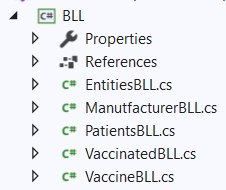 C# BLL
Properties
References
C# EntitiesBLL.cs
C# ManutfacturerBLL.cs
C# PatientsBLL.cs
C# VaccinatedBLL.cs
C# VaccineBLL.cs